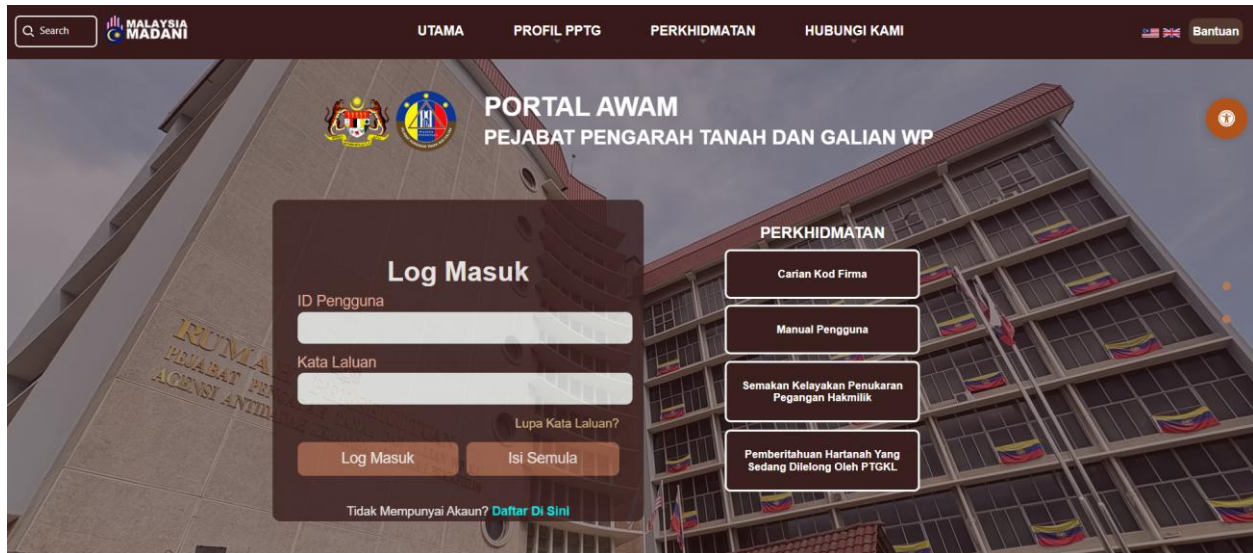 Search
MALAYSIA
MADANI
UTAMA
PROFIL PPTG
PERKHIDMATAN
HUBUNGI KAMI
Bantuan
PORTAL AWAM
PEJABAT PENGARAH TANAH DAN GALIAN WP
Log Masuk
ID Pengguna
Kata Laluan
Lupa Kata Laluan?
Log Masuk
Isi Semula
Tidak Mempunyai Akaun? Daftar Di Sini
PERKHIDMATAN
Carian Kod Firma
Manual Pengguna
Semakan Kelayakan Penukaran
Pegangan Hakmilik
Pemberitahuan Hartanah Yang
Sedang Dilelong Oleh PTGKL